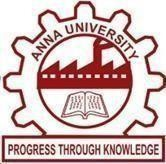 ANNA UNIVERSITY
PROGRESS THROUGH KNOWLEDGE